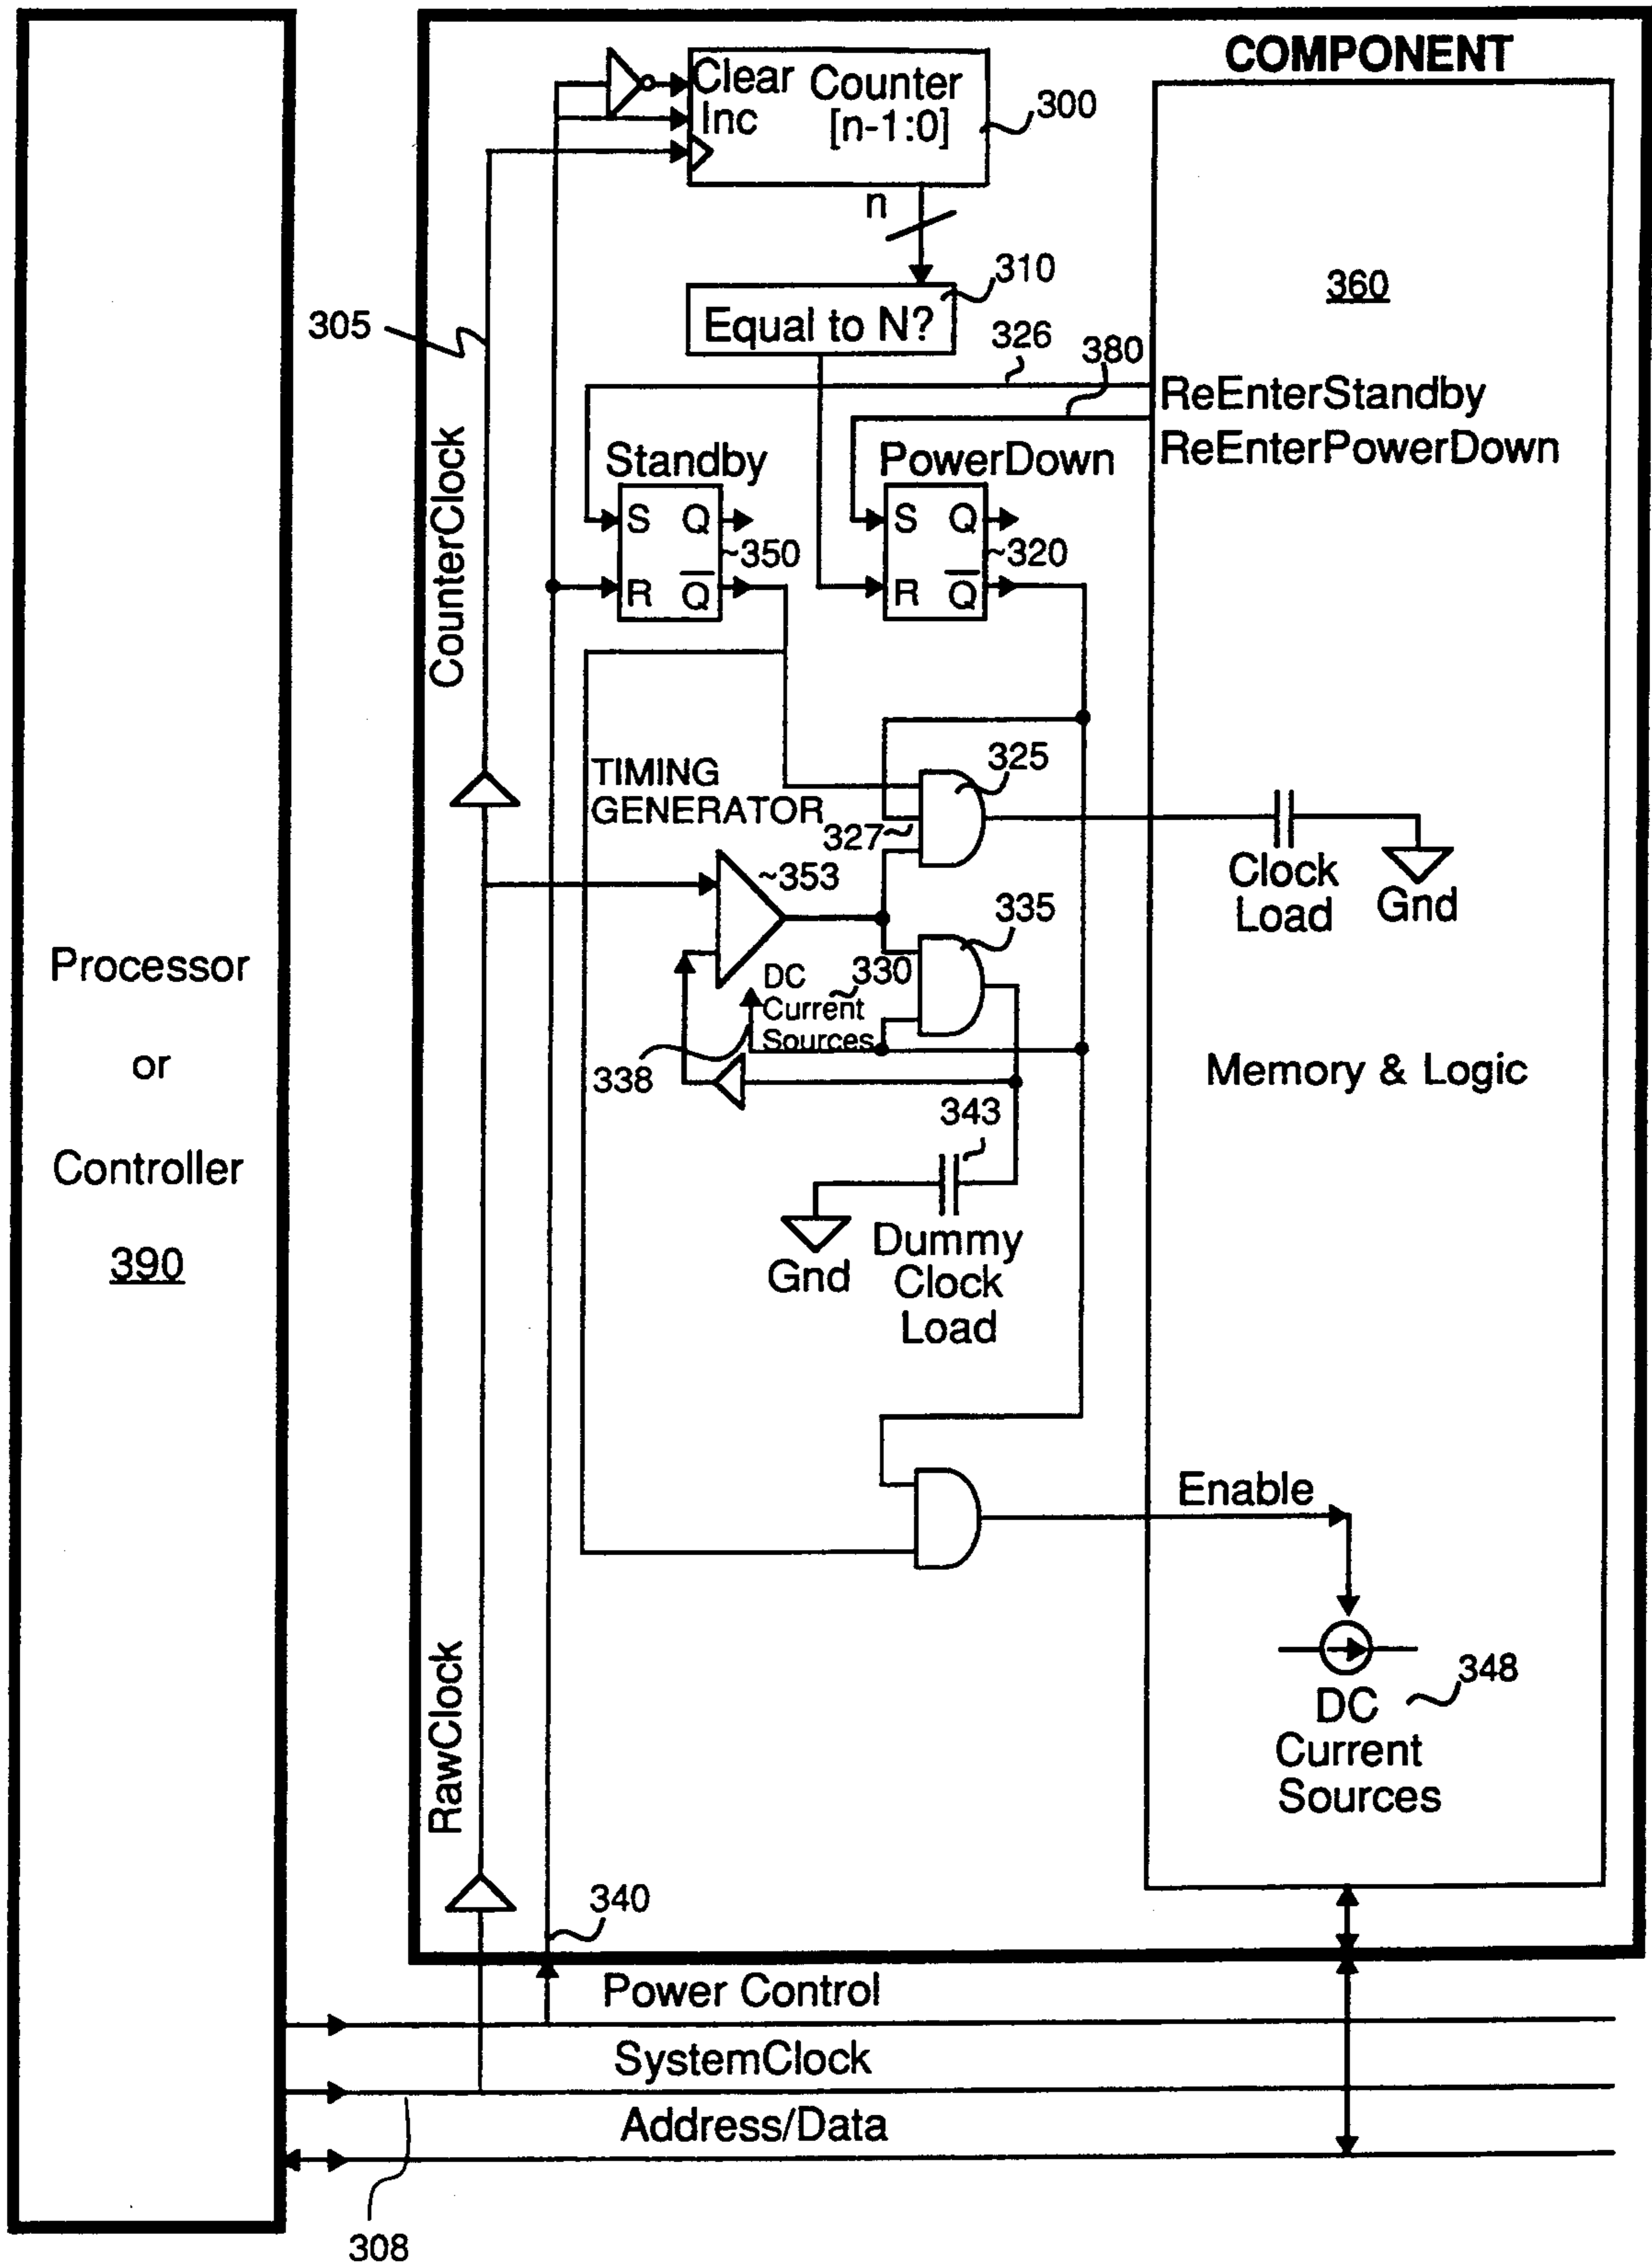 COMPONENT
Clear Counter
Inc [n-1:0]
300
n
310
Equal to N?
360
305
326
380
ReEnterStandby
ReEnterPowerDown
CounterClock
Standby
PowerDown
S Q
~350
R Q
S Q
~320
R Q
TIMING
GENERATOR
325
327
~353
Clock
Load
Gnd
335
DC
Current
Sources
330
338
Processor
or
Controller
390
Memory & Logic
343
Gnd
Dummy
Clock
Load
Enable
348
DC
Current
Sources
RawClock
340
Power Control
SystemClock
Address/Data
308